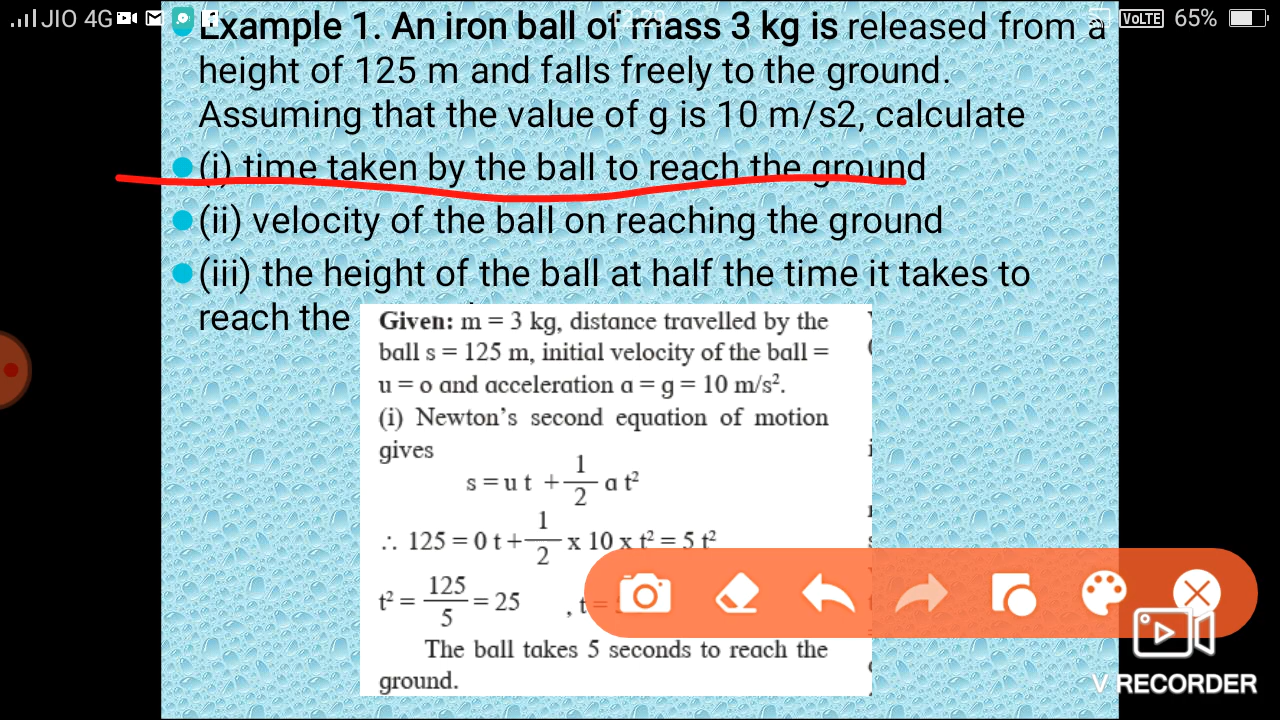 JIO 4G
VoLTE 65%
Example 1. An iron ball of mass 3 kg is released from a
height of 125 m and falls freely to the ground.
Assuming that the value of g is 10 m/s2, calculate
(i) time taken by the ball to reach the ground
(ii) velocity of the ball on reaching the ground
(iii) the height of the ball at half the time it takes to
reach the
Given: m = 3 kg, distance travelled by the
ball s = 125 m, initial velocity of the ball =
u = o and acceleration a = g = 10 m/s².
(i) Newton's second equation of motion
gives
s = u t + 1/2 a t²
∴ 125 = 0 t + 1/2 x 10 x t² = 5 t²
t² = 125/5 = 25 , t =
The ball takes 5 seconds to reach the
ground.
V RECORDER